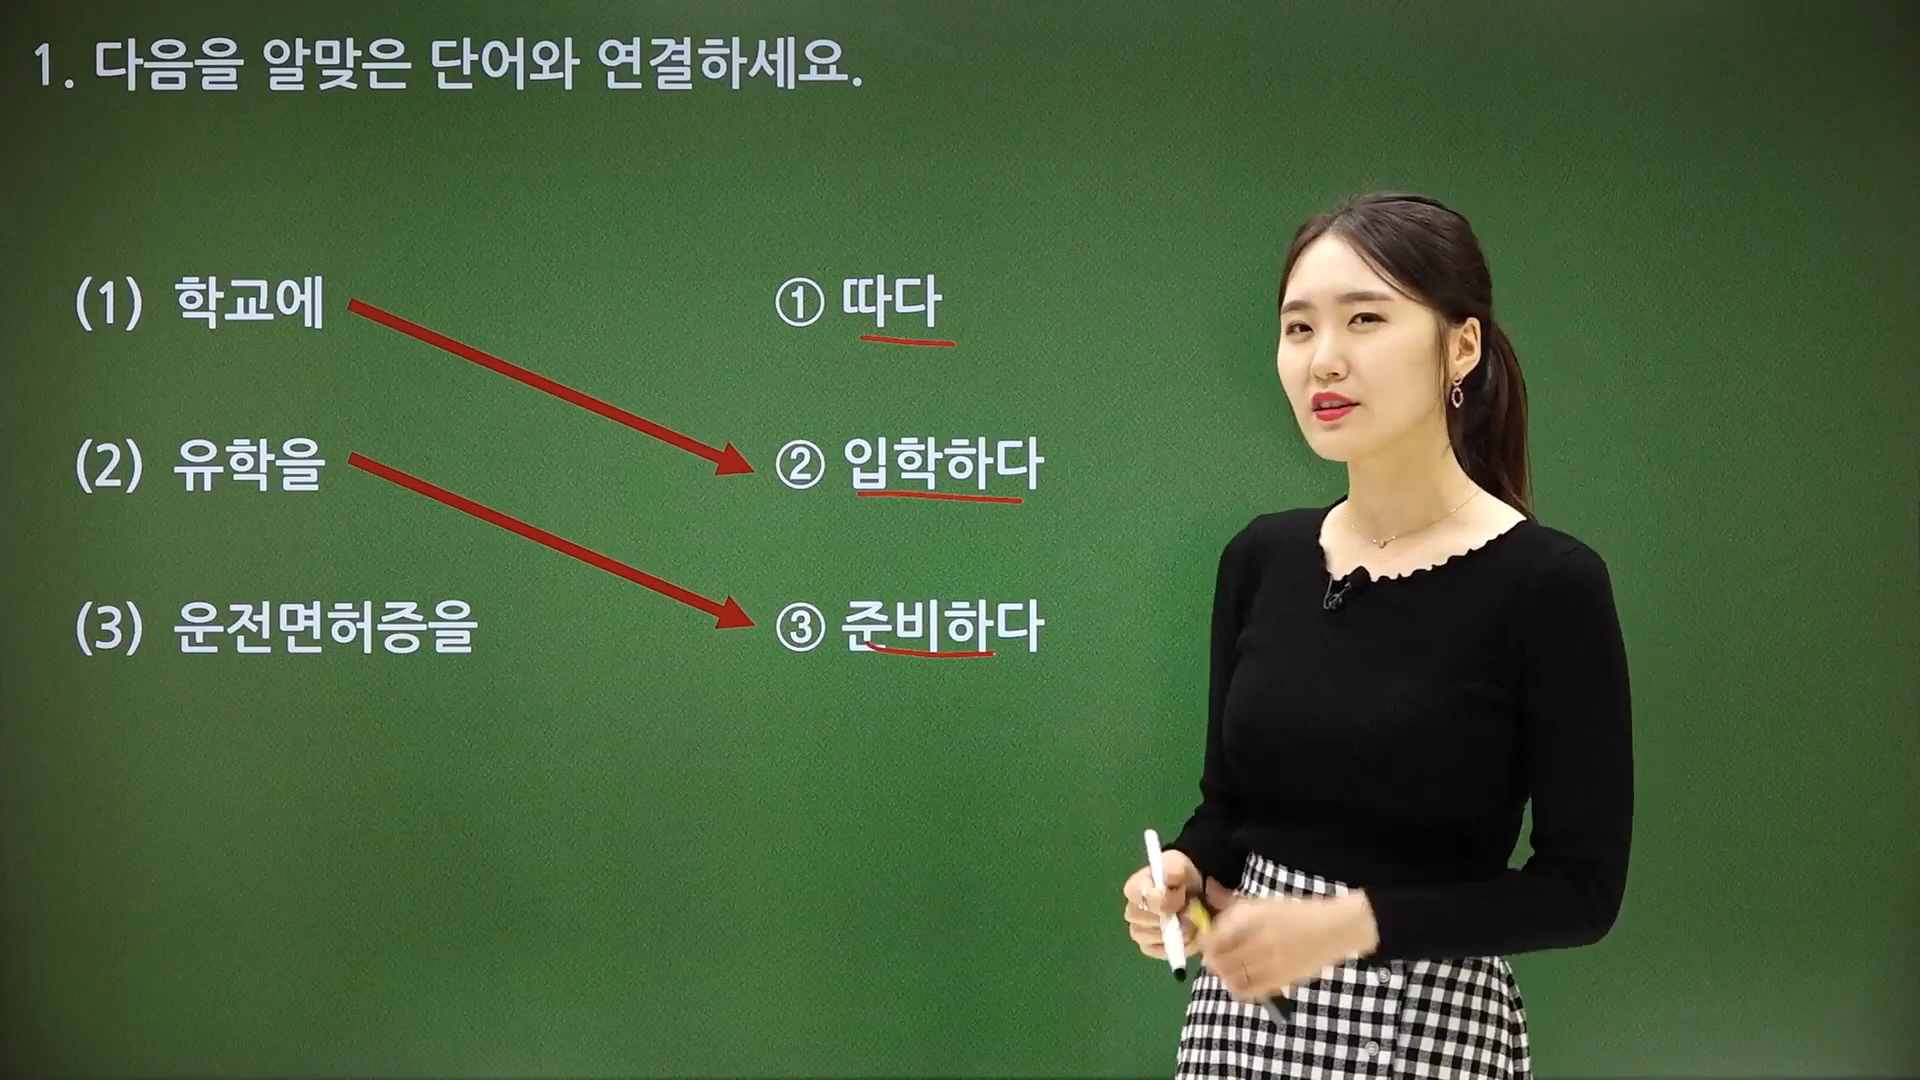 1. 다음을 알맞은 단어와 연결하세요.
(1) 학교에 ① 따다
(2) 유학을 ② 입학하다
(3) 운전면허증을 ③ 준비하다